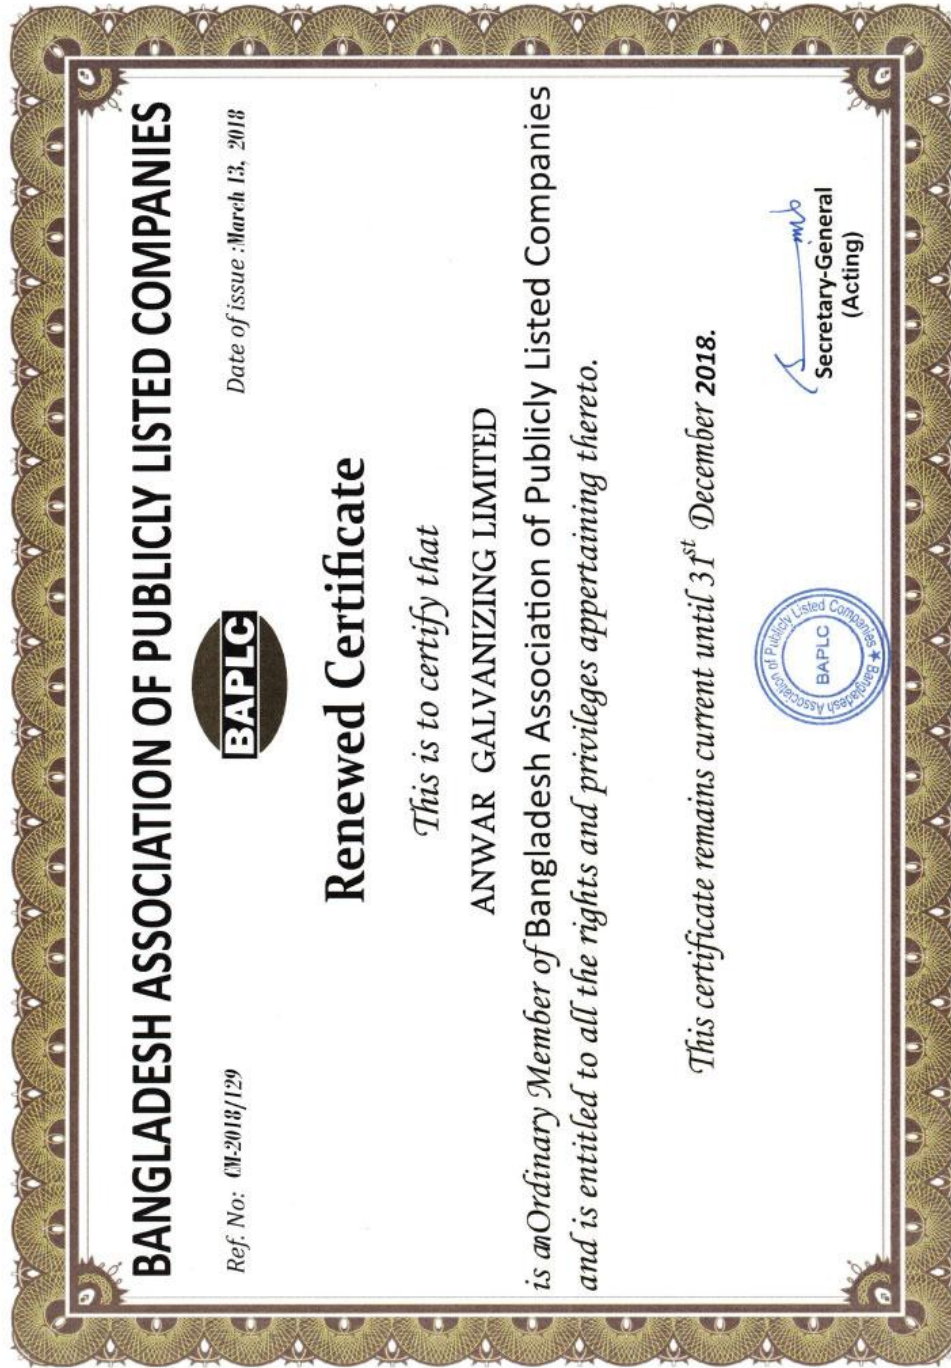 BANGLADESH ASSOCIATION OF PUBLICLY LISTED COMPANIES
Ref. No: CM-2018/129
Date of issue :March 13, 2018
BAPLC
Renewed Certificate
This is to certify that
ANWAR GALVANIZING LIMITED
is an Ordinary Member of Bangladesh Association of Publicly Listed Companies
and is entitled to all the rights and privileges appertaining thereto.
This certificate remains current until 31st December 2018.
Bangladesh Association of Publicly Listed Companies ★
BAPLC
Secretary-General
(Acting)